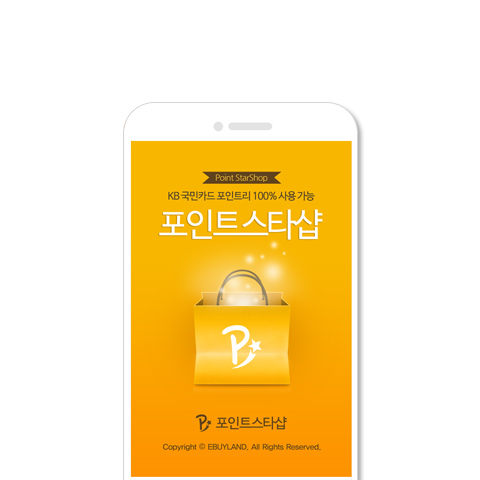 Point StarShop
KB 국민카드 포인트리 100% 사용 가능
포인트스타샵
P
P 포인트스타샵
Copyright © EBUYLAND. All Rights Reserved.